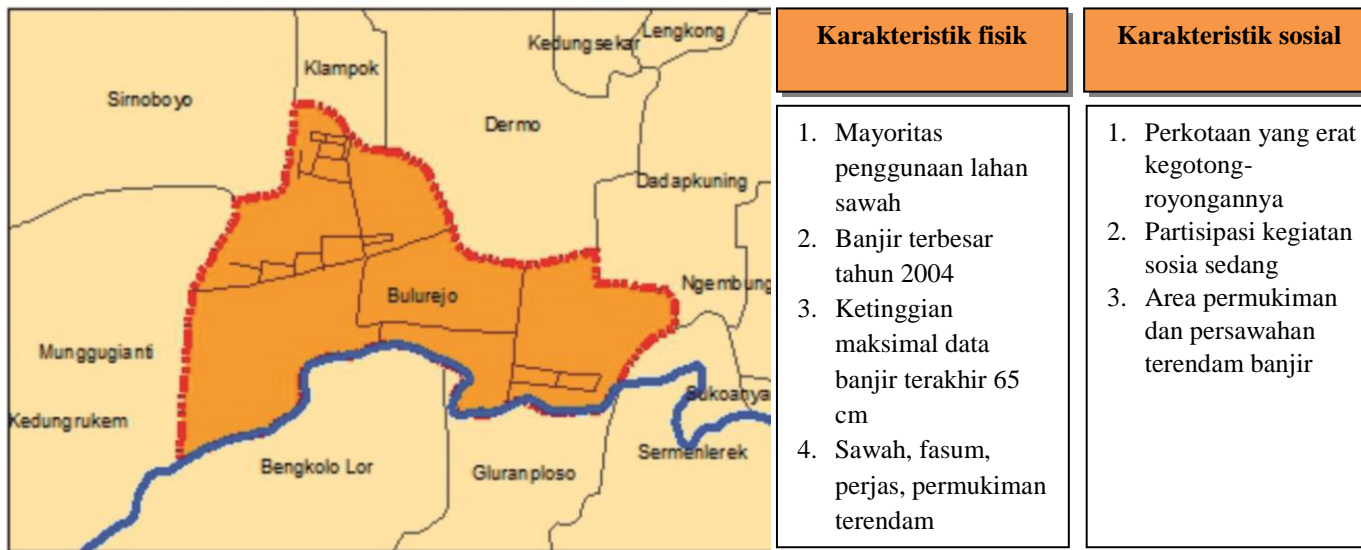 Kedungsekar
Lengkong
Klampok
Sirnoboyo
Dermo
Dadapkuning
Ngembung
Bulurejo
Munggugianti
Kedungrukem
Bengkolo Lor
Gluranploso
Sermenlerek
Karakteristik fisik
1. Mayoritas
penggunaan lahan
sawah
2. Banjir terbesar
tahun 2004
3. Ketinggian
maksimal data
banjir terakhir 65
cm
4. Sawah, fasum,
perjas, permukiman
terendam
Karakteristik sosial
1. Perkotaan yang erat
kegotong-
royongannya
2. Partisipasi kegiatan
sosia sedang
3. Area permukiman
dan persawahan
terendam banjir